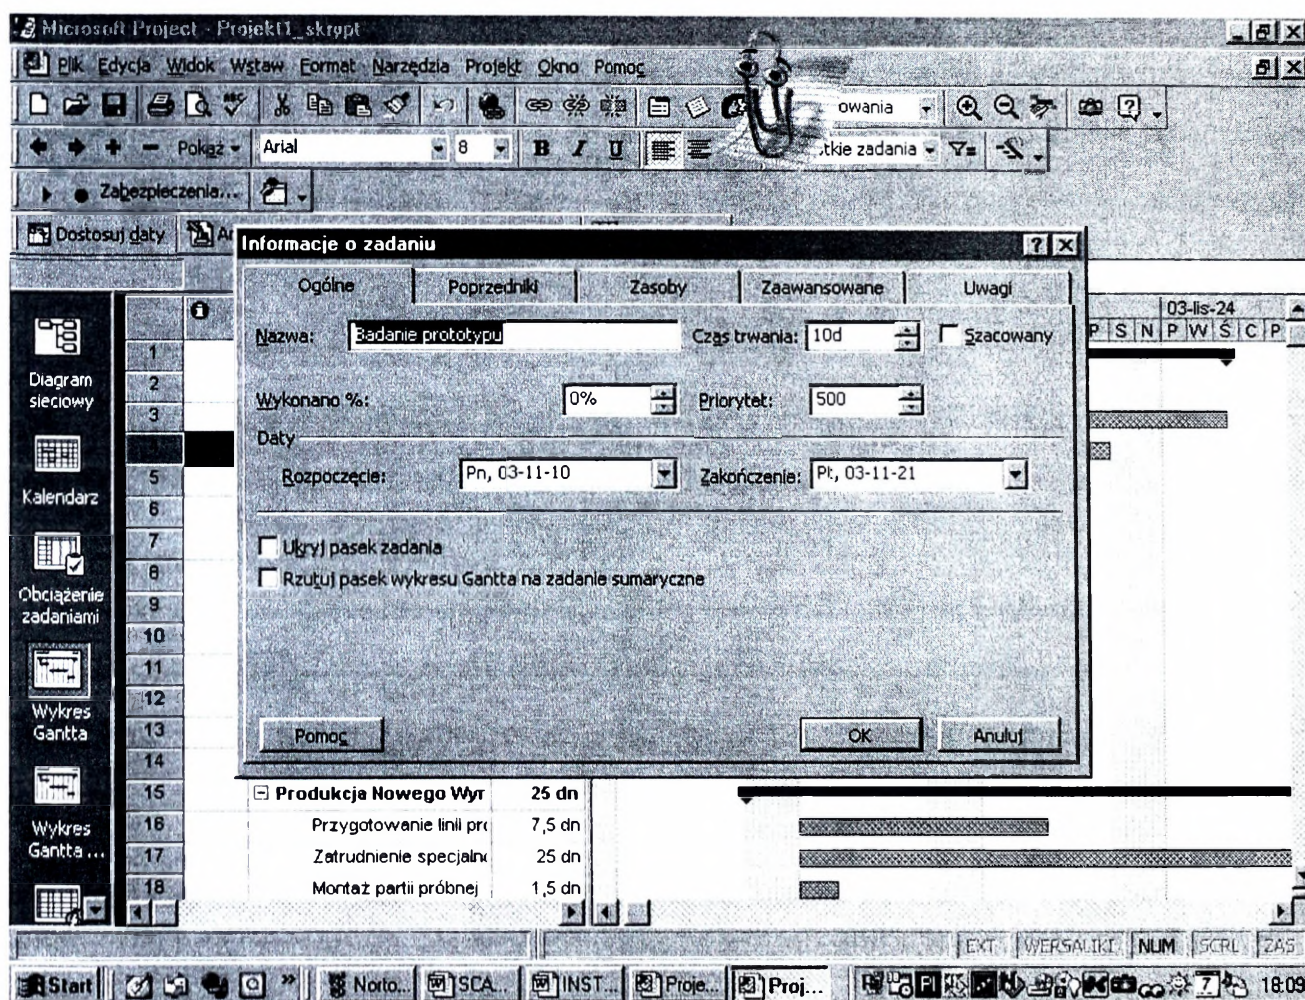 Microsoft Project - Projekt1_skrypt
Plik Edycja Widok Wstaw Format Narzędzia Projekt Okno Pomoc
owania
Pokaż Arial 8 B I U tkie zadania
Zabezpieczenia...
Dostosuj daty
Informacje o zadaniu
Ogólne Poprzedniki Zasoby Zaawansowane Uwagi
Nazwa: Badanie prototypu Czas trwania: 10d Szacowany
Wykonano %: 0% Priorytet: 500
Daty
Rozpoczęcie: Pn, 03-11-10 Zakończenie: Pt, 03-11-21
Ukryj pasek zadania
Rzutuj pasek wykresu Gantta na zadanie sumaryczne
Pomoc OK Anuluj
03-lis-24
P S N P W Ś C P
Diagram
sieciowy
Kalendarz
Obciążenie
zadaniami
Wykres
Gantta
Wykres
Gantta ...
1
2
3
5
6
7
8
9
10
11
12
13
14
15 Produkcja Nowego Wyr 25 dn
16 Przygotowanie linii pro 7,5 dn
17 Zatrudnienie specjaln 25 dn
18 Montaż partii próbnej 1,5 dn
EXT WERSALIKI NUM SCRL ZAS
Start Norto... SCA... INST... Proje... Proj... 18:09